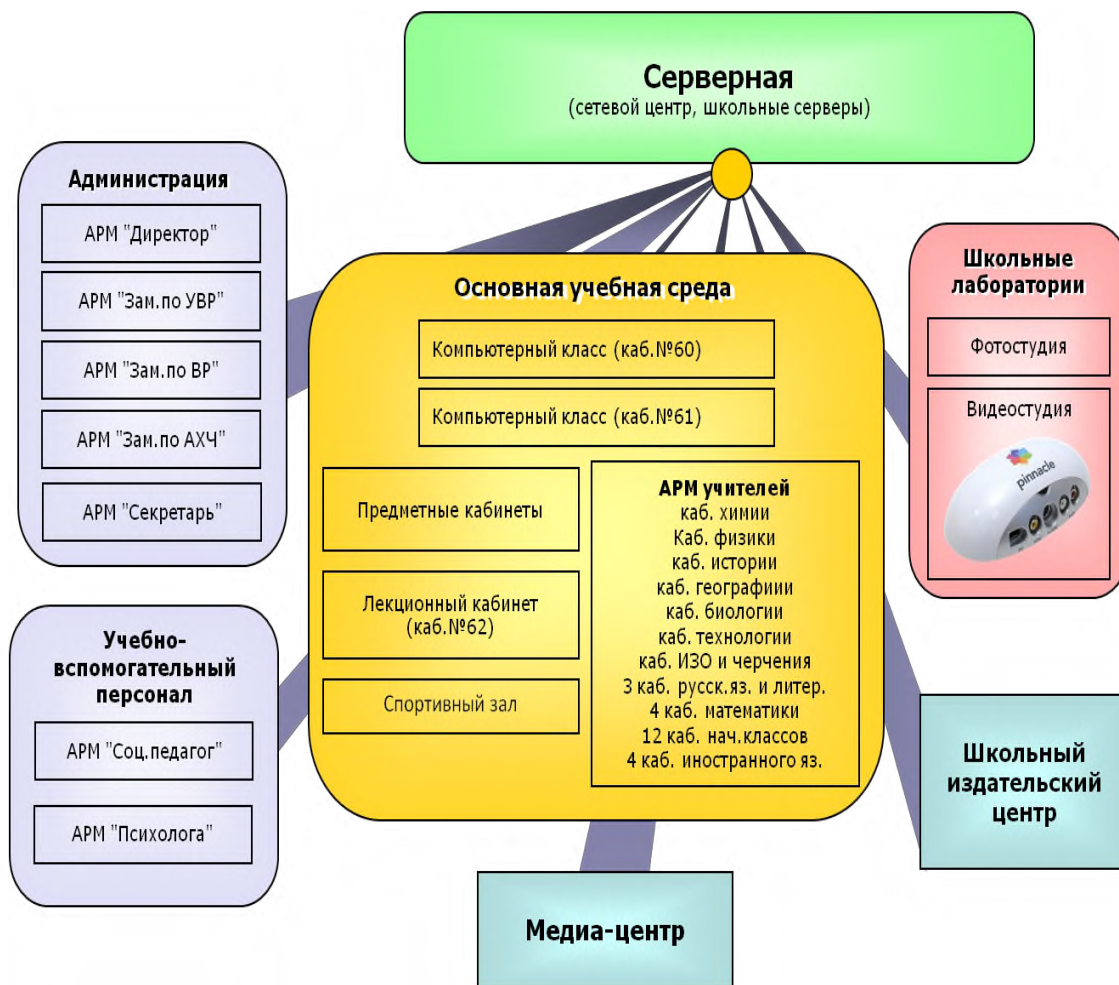 Серверная
(сетевой центр, школьные серверы)
Администрация
АРМ "Директор"
АРМ "Зам.по УВР"
АРМ "Зам.по ВР"
АРМ "Зам.по АХЧ"
АРМ "Секретарь"
Учебно-
вспомогательный
персонал
АРМ "Соц.педагог"
АРМ "Психолога"
Основная учебная среда
Компьютерный класс (каб.№60)
Компьютерный класс (каб.№61)
Предметные кабинеты
Лекционный кабинет
(каб.№62)
Спортивный зал
АРМ учителей
каб. химии
Каб. физики
каб. истории
каб. географиии
каб. биологии
каб. технологии
каб. ИЗО и черчения
3 каб. русск.яз. и литер.
4 каб. математики
12 каб. нач.классов
4 каб. иностранного яз.
Школьные
лаборатории
Фотостудия
Видеостудия
pinnacle
Школьный
издательский
центр
Медиа-центр